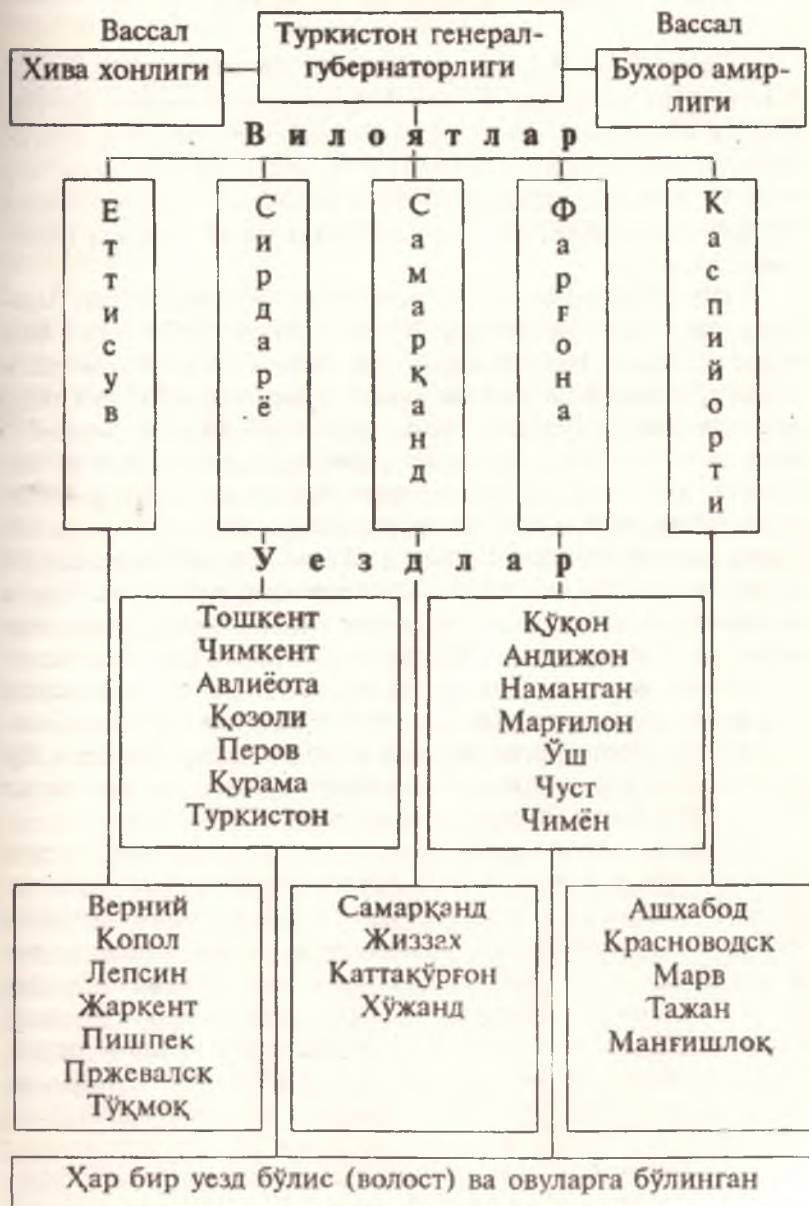 Вассал
Туркистон генерал-
губернаторлиги
Вассал
Хива хонлиги
Бухоро амир-
лиги
Вилоятлар
Еттисув
Сирдарё
Самарқанд
Фарғона
Каспийорти
Уездлар
Тошкент
Чимкент
Авлиёота
Қозоли
Перов
Қурама
Туркистон
Қўқон
Андижон
Наманган
Марғилон
Ўш
Чуст
Чимён
Верний
Копол
Лепсин
Жаркент
Пишпек
Пржевалск
Тўқмоқ
Самарқанд
Жиззах
Каттақўрғон
Хўжанд
Ашхабод
Красноводск
Марв
Тажан
Манғишлоқ
Ҳар бир уезд бўлис (волост) ва овуларга бўлинган